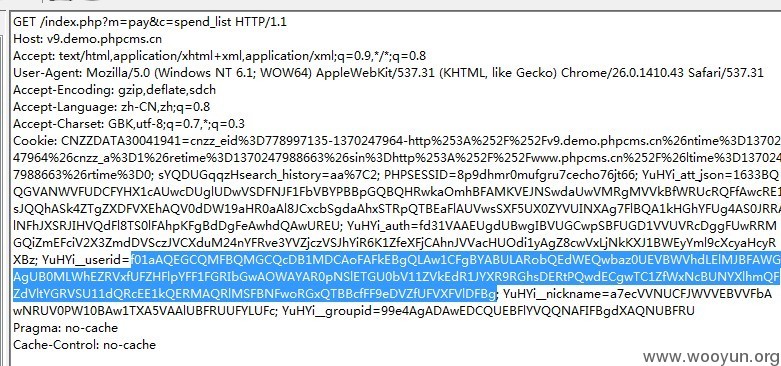 GET /index.php?m=pay&c=spend_list HTTP/1.1
Host: v9.demo.phpcms.cn
Accept: text/html,application/xhtml+xml,application/xml;q=0.9,*/*;q=0.8
User-Agent: Mozilla/5.0 (Windows NT 6.1; WOW64) AppleWebKit/537.31 (KHTML, like Gecko) Chrome/26.0.1410.43 Safari/537.31
Accept-Encoding: gzip,deflate,sdch
Accept-Language: zh-CN,zh;q=0.8
Accept-Charset: GBK,utf-8;q=0.7,*;q=0.3
Cookie: CNZZDATA30041941=cnzz_eid%3D778997135-1370247964-http%253A%252F%252Fv9.demo.phpcms.cn%26ntime%3D13702
47964%26cnzz_a%3D1%26retime%3D1370247988663%26sin%3Dhttp%253A%252F%252Fwww.phpcms.cn%252F%26ltime%3D137024
7988663%26rtime%3D0; sYQDUGqqzHsearch_history=aa%7C2; PHPSESSID=8p9dhmr0mufgru7cecho76jt66; YuHYi_att_json=1633BQ
QGVANWVFUDCFYHX1cAUwcDUglUDwVSDFNJF1FbVBYPBBpGQBQHRwkaOmhBFAMKVEJNSwdaUwVMRgMVVkBfWRUcRQFfAwcRE1
sJQQhASk4ZTgZXDFVXEhAQV0dDW19aHR0aAl8JCxcbSgdaAhxSTRpQTBEaFlAUVwsSXF5UX0ZYVUINXAg7FlBQA1kHGhYFUg4AS0JRRA
lNFhJXSRJIHVQdFl8TS0lFAhpKFgBdDgFeAwhdQAwUREU; YuHYi_auth=fd31VAAEUgdUBwgIBVUGCwpSBFUGD1VVUVRcDggFUwRRM
GQiZmEFciV2X3ZmdDVSczJVCXduM24nYFRve3YVZjczVSJhYiR6K1ZfeXFjCAhnJVVacHUOdi1yAgZ8cwVxLjNkKXJ1BWEyYml9cXcyaHcyR
XBz; YuHYi__userid=f01aAQEGCQMFBQMGCQcDB1MDCAoFAFkEBgQLAw1CFgBYABULARobQEdWEQwbaz0UEVBWVhdLElMJBFAWG
AgUB0MLWhEZRVxfUFZHFlpYFF1FGRIbGwAOWAYAR0pNSlETGU0bV11ZVkEdR1JYXR9RGhsDERtPQwdECgwTC1ZfWxNcBUNYXlhmQF
ZdVltYGRVSU11dQRcEE1kQERMAQRlMSFBNFwoRGxQTBBcfFF9eDVZfUFVXFVlDFBg; YuHYi__nickname=a7ecVVNUCFJWVVEBVVFbA
wNRUV0PW10BAw1TXA5VAAlUBFRUUFYLUFc; YuHYi__groupid=99e4AgADAwEDCQUEBFlYVQQNAFIFBgdXAQNUBFRU
Pragma: no-cache
Cache-Control: no-cache
www.wooyun.org